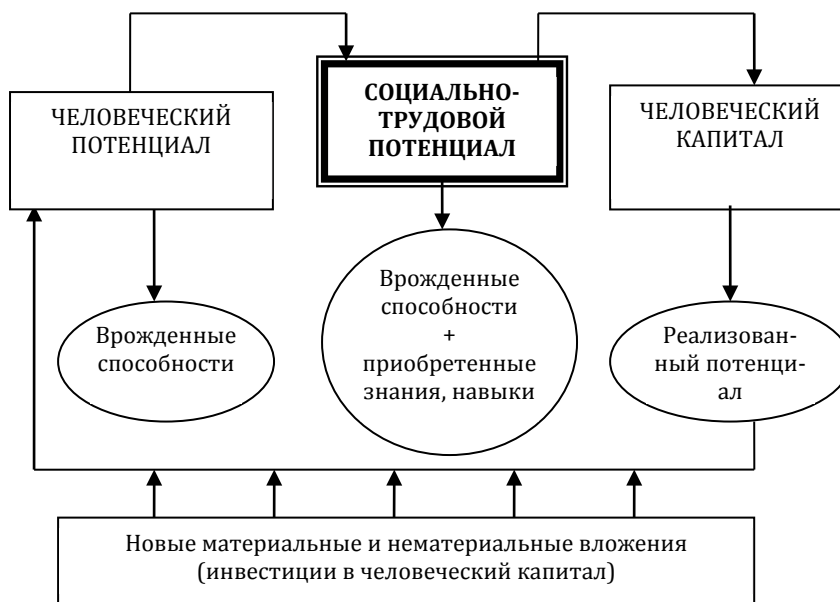 ЧЕЛОВЕЧЕСКИЙ
ПОТЕНЦИАЛ
СОЦИАЛЬНО-
ТРУДОВОЙ
ПОТЕНЦИАЛ
ЧЕЛОВЕЧЕСКИЙ
КАПИТАЛ
Врожденные
способности
Врожденные
способности
+
приобретенные
знания, навыки
Реализован-
ный потенци-
ал
Новые материальные и нематериальные вложения
(инвестиции в человеческий капитал)